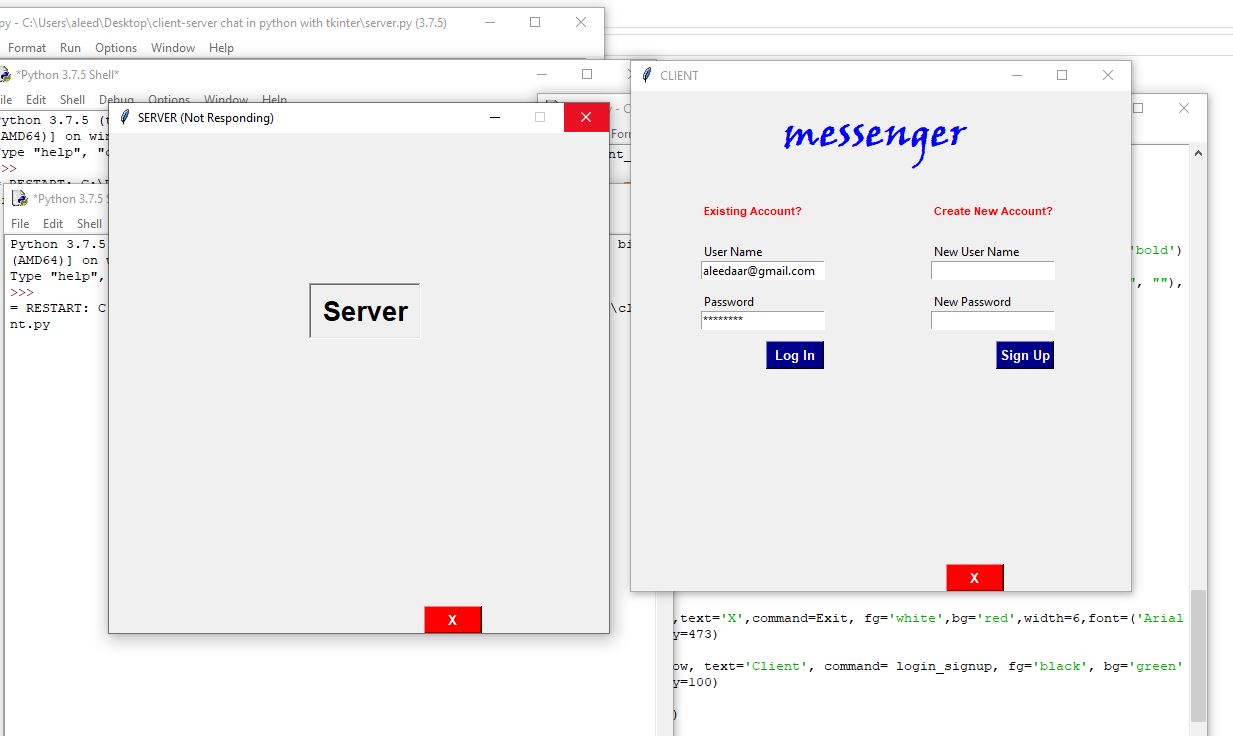 py - C:\Users\aleed\Desktop\client-server chat in python with tkinter\server.py (3.7.5)
Format Run Options Window Help
*Python 3.7.5 Shell*
ile Edit Shell Debug Options Window Help
ython 3.7.5 (t
AMD64)] on wi
ype "help", "
>>>
SERVER (Not Responding)
Server
X
*Python 3.7.5
File Edit Shell
Python 3.7.5
(AMD64)] on
Type "help",
>>>
= RESTART: C
nt.py
bi
\cl
CLIENT
messenger
Existing Account?
User Name
aleedaar@gmail.com
Password
********
Log In
Create New Account?
New User Name
New Password
Sign Up
X
'bold')
", ""),
,text='X',command=Exit, fg='white',bg='red',width=6,font=('Arial
y=473)
ow, text='Client', command= login_signup, fg='black', bg='green'
y=100)
)